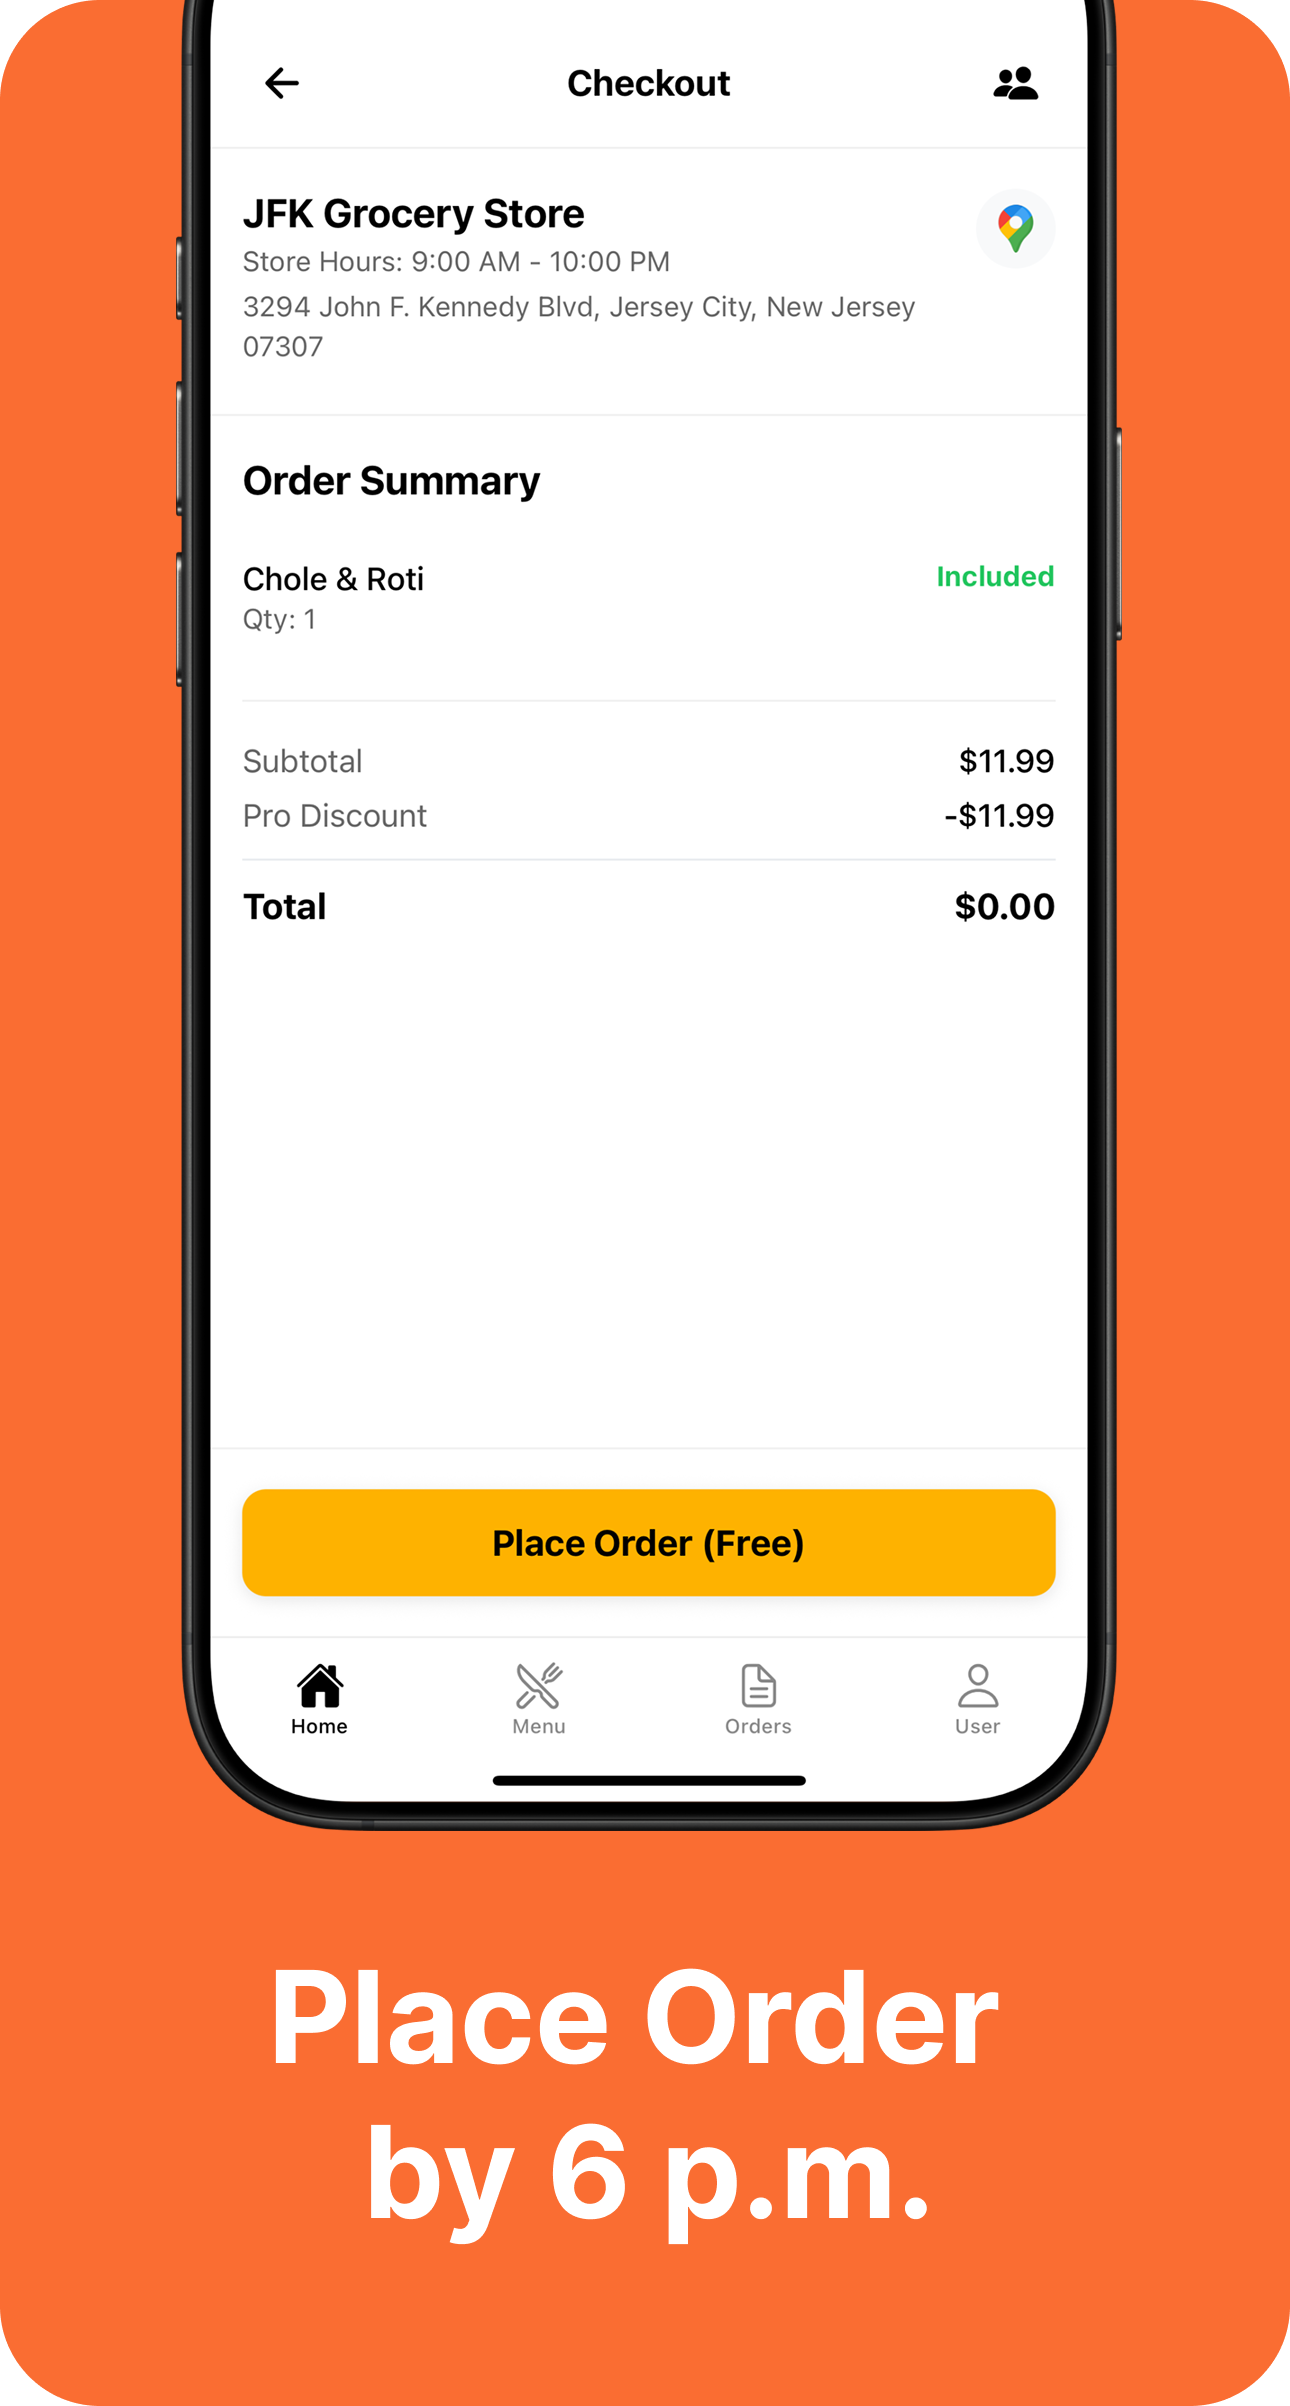 Checkout
JFK Grocery Store
Store Hours: 9:00 AM - 10:00 PM
3294 John F. Kennedy Blvd, Jersey City, New Jersey
07307
Order Summary
Chole & Roti
Included
Qty: 1
Subtotal
$11.99
Pro Discount
-$11.99
Total
$0.00
Place Order (Free)
Home
Menu
Orders
User
Place Order
by 6 p.m.